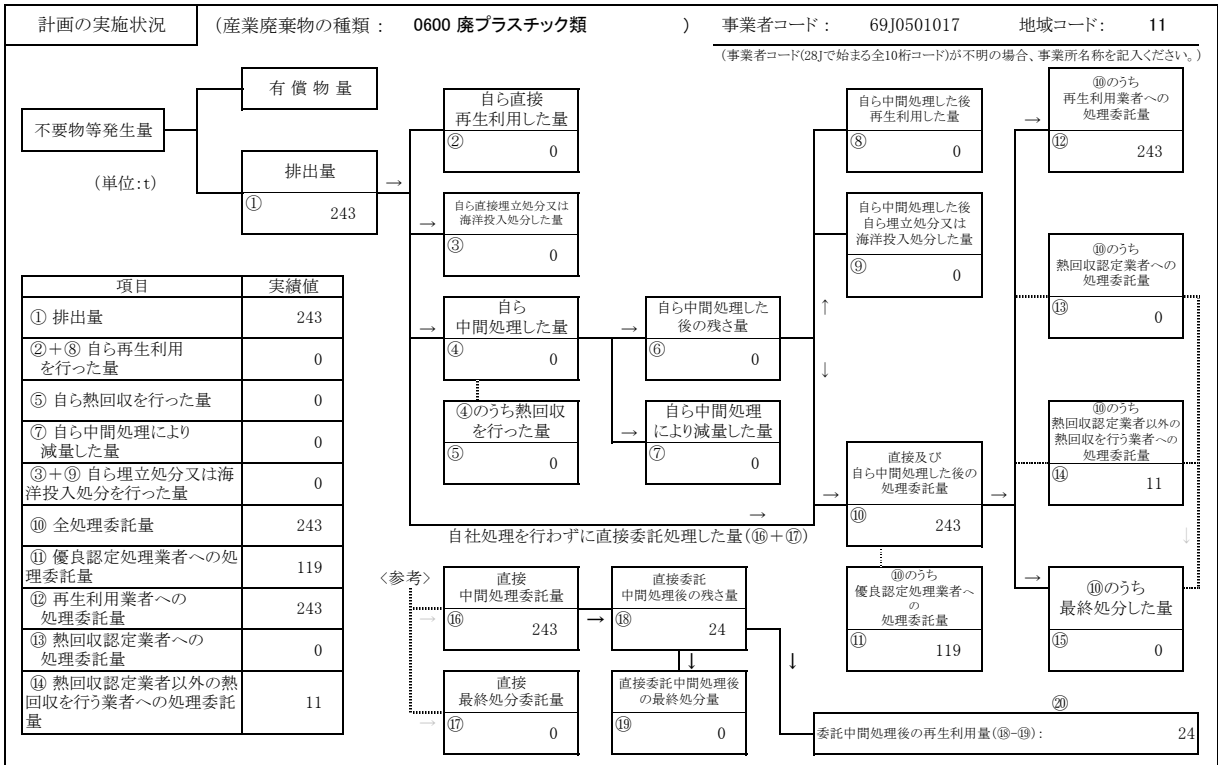 計画の実施状況
(産業廃棄物の種類： 0600 廃プラスチック類 )
事業者コード： 69J0501017
地域コード： 11
(事業者コード(28Jで始まる全10桁コード)が不明の場合、事業所名称を記入ください。)
不要物等発生量
(単位:t)
有 償 物 量
排出量
①
243
→
自ら直接
再生利用した量
②
0
→
自ら直接埋立処分又は
海洋投入処分した量
③
0
→
自ら
中間処理した量
④
0
④のうち熱回収
を行った量
⑤
0
→
自ら中間処理した
後の残さ量
⑥
0
→
自ら中間処理
により減量した量
⑦
0
自ら中間処理した後
再生利用した量
⑧
0
自ら中間処理した後
自ら埋立処分又は
海洋投入処分した量
⑨
0
↑
↓
→
→
直接及び
自ら中間処理した後の
処理委託量
⑩
243
→
⑩のうち
優良認定処理業者へ
の
処理委託量
⑪
119
→
⑩のうち
再生利用業者への
処理委託量
⑫
243
⑩のうち
熱回収認定業者への
処理委託量
⑬
0
⑩のうち
熱回収認定業者以外の
熱回収を行う業者への
処理委託量
⑭
11
↓
→
⑩のうち
最終処分した量
⑮
0
項目 実績値
① 排出量 243
②＋⑧ 自ら再生利用
を行った量 0
⑤ 自ら熱回収を行った量 0
⑦ 自ら中間処理により
減量した量 0
③＋⑨ 自ら埋立処分又は海
洋投入処分を行った量 0
⑩ 全処理委託量 243
⑪ 優良認定処理業者への処
理委託量 119
⑫ 再生利用業者への
処理委託量 243
⑬ 熱回収認定業者への
処理委託量 0
⑭ 熱回収認定業者以外の熱
回収を行う業者への処理委託
量 11
自社処理を行わずに直接委託処理した量(⑯＋⑰)
〈参考〉
→
直接
中間処理委託量
⑯
243
→
直接委託
中間処理後の残さ量
⑱
24
↓
↓
→
直接
最終処分委託量
⑰
0
直接委託中間処理後
の最終処分量
⑲
0
⑳
委託中間処理後の再生利用量(⑱-⑲)： 24